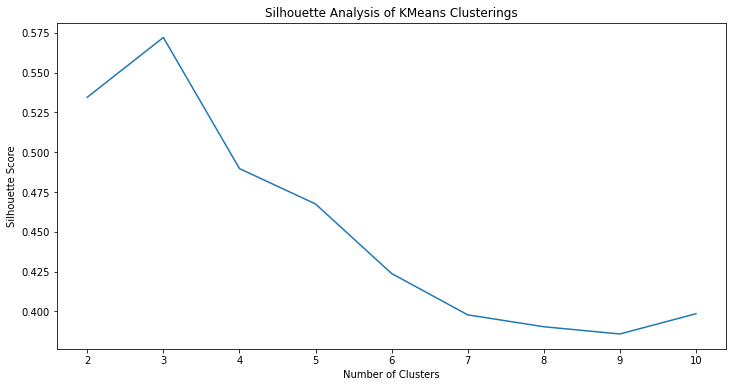 Silhouette Analysis of KMeans Clusterings
0.575
0.550
0.525
0.500
0.475
0.450
0.425
0.400
Silhouette Score
2 3 4 5 6 7 8 9 10
Number of Clusters